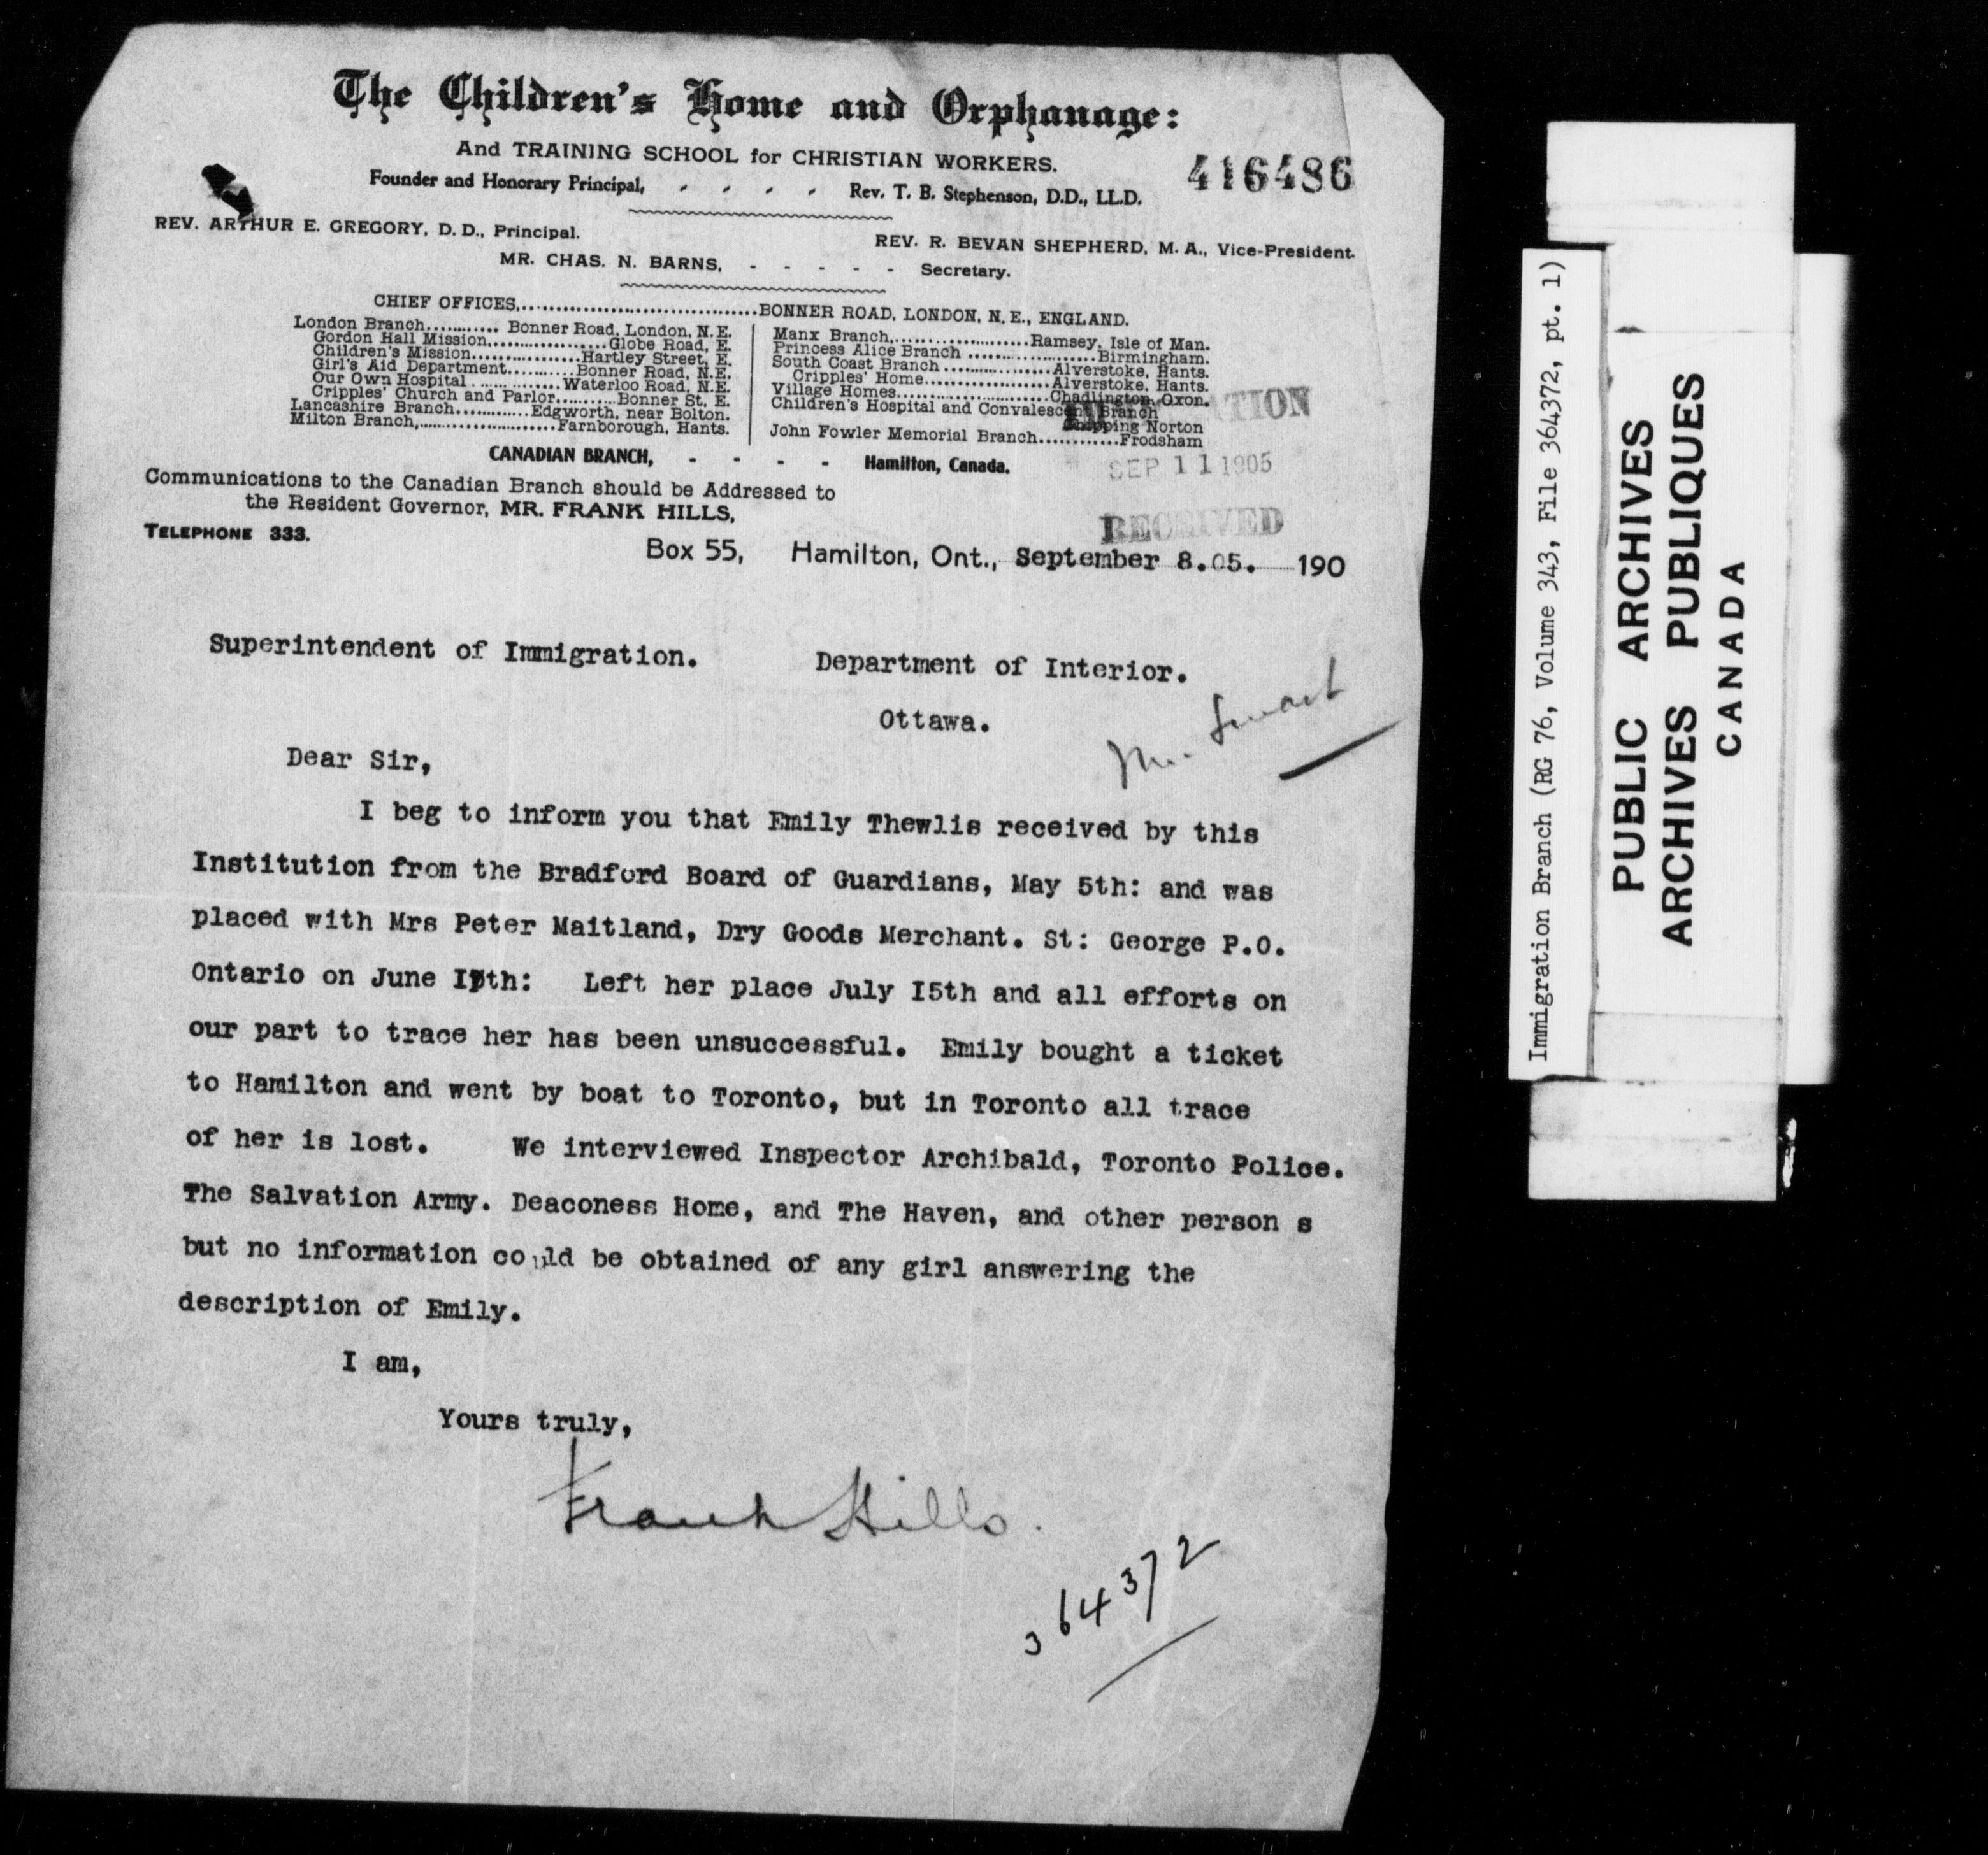 The Children's Home and Orphanage:
And TRAINING SCHOOL for CHRISTIAN WORKERS.
416486
Founder and Honorary Principal, - - - - Rev. T. B. Stephenson, D.D., LL.D.
REV. ARTHUR E. GREGORY, D.D., Principal.
REV. R. BEVAN SHEPHERD, M.A., Vice-President.
MR. CHAS. N. BARNS, - - - - - Secretary.
CHIEF OFFICES,..................................BONNER ROAD, LONDON, N.E., ENGLAND.
London Branch........... Bonner Road, London, N.E.
Gordon Hall Mission..................Globe Road, E.
Children's Mission................Hartley Street, E.
Girl's Aid Department..........Bonner Road, N.E.
Our Own Hospital ..............Waterloo Road, N.E.
Cripples' Church and Parlor..........Bonner St, E.
Lancashire Branch............Edgworth, near Bolton.
Milton Branch,.....................Farnborough, Hants.
Manx Branch,....................Ramsey, Isle of Man.
Princess Alice Branch ...................Birmingham.
South Coast Branch ................Alverstoke, Hants.
Cripples' Home...................Alverstoke, Hants.
Village Homes.......................Chadlington, Oxon.
Children's Hospital and Convalescent Branch
Chipping Norton
John Fowler Memorial Branch............Frodsham
CANADIAN BRANCH, - - - - Hamilton, Canada.
SEP 11 1905
RECEIVED
Communications to the Canadian Branch should be Addressed to
the Resident Governor, MR. FRANK HILLS,
TELEPHONE 333.
Box 55, Hamilton, Ont., September 8.05. 190
Superintendent of Immigration. Department of Interior.
Ottawa.
Mr. Smart
Dear Sir,
I beg to inform you that Emily Thewlis received by this
Institution from the Bradford Board of Guardians, May 5th: and was
placed with Mrs Peter Maitland, Dry Goods Merchant. St: George P.O.
Ontario on June th: Left her place July I5th and all efforts on
our part to trace her has been unsuccessful. Emily bought a ticket
to Hamilton and went by boat to Toronto, but in Toronto all trace
of her is lost. We interviewed Inspector Archibald, Toronto Police.
The Salvation Army. Deaconess Home, and The Haven, and other person s
but no information could be obtained of any girl answering the
description of Emily.
I am,
Yours truly,
Frank Hills.
364372
Immigration Branch (RG 76, Volume 343, File 364372, pt. 1)
PUBLIC ARCHIVES
ARCHIVES PUBLIQUES
CANADA